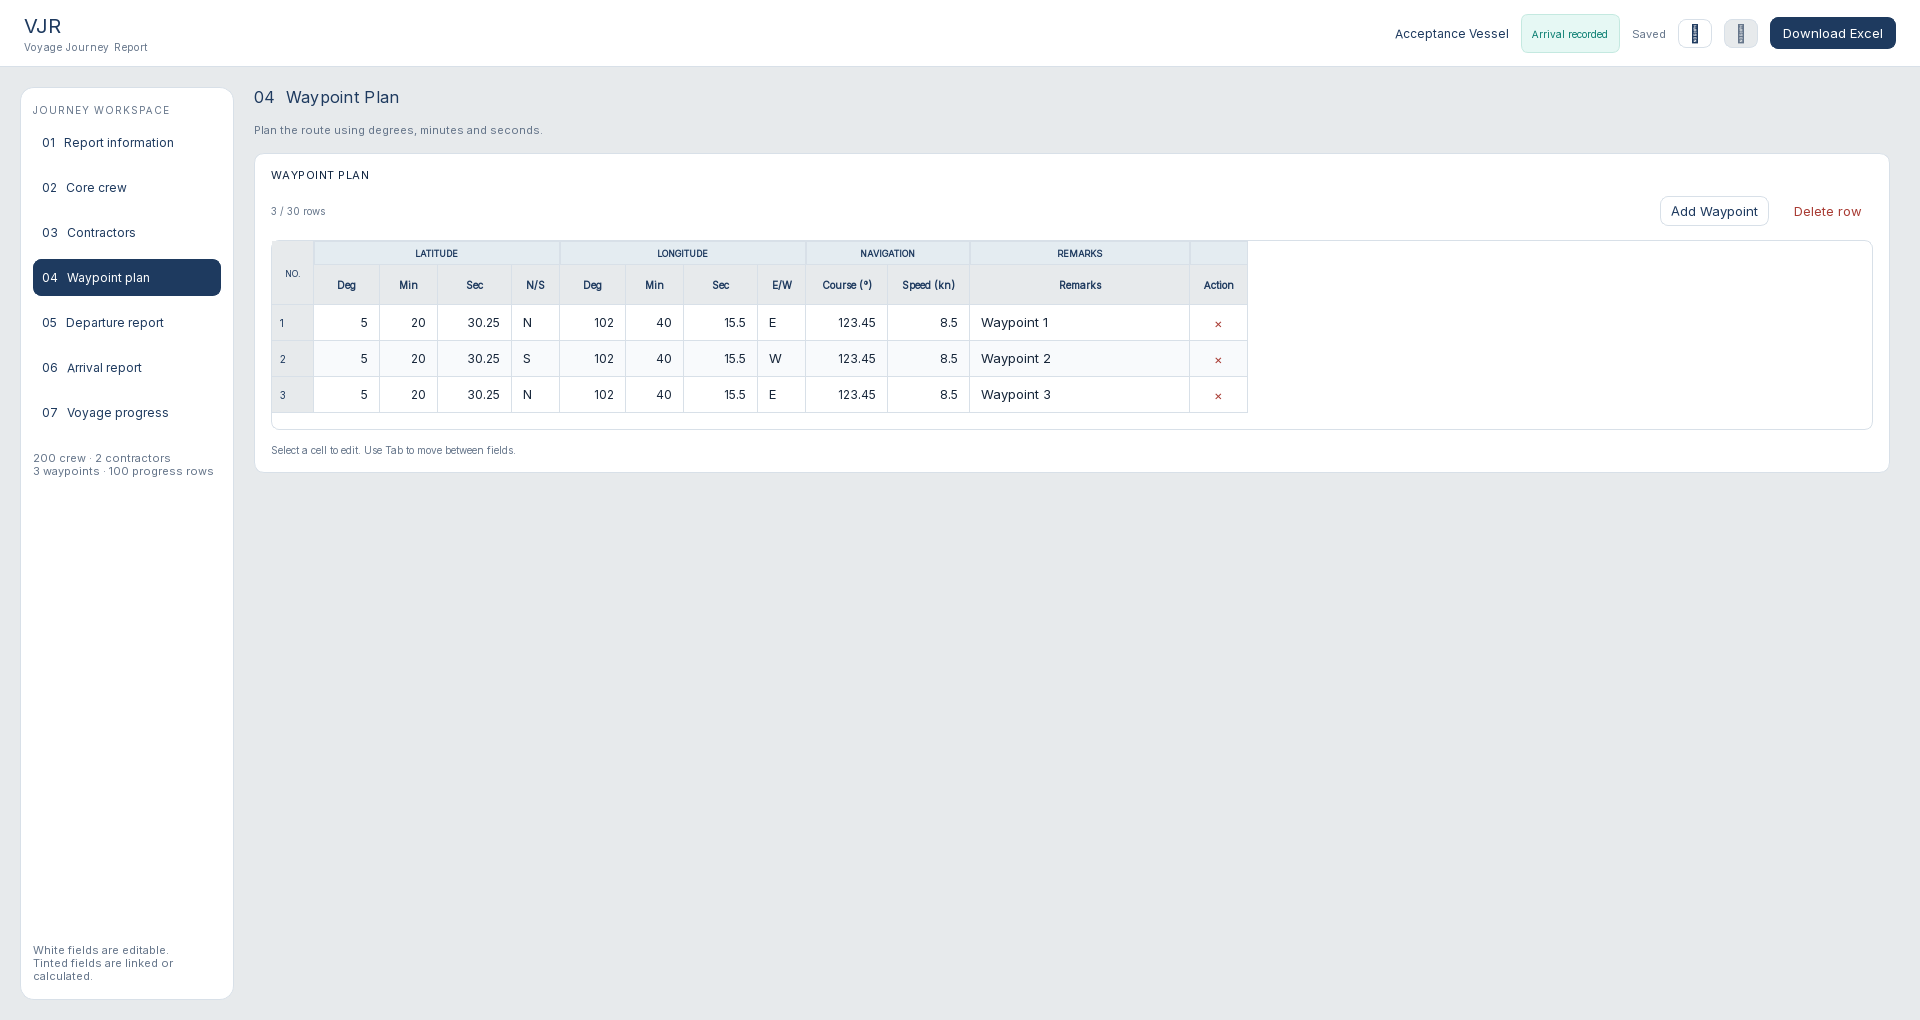 VJR
Voyage Journey Report
Acceptance Vessel
Arrival recorded
Saved
Download Excel
JOURNEY WORKSPACE
01 Report information
02 Core crew
03 Contractors
04 Waypoint plan
05 Departure report
06 Arrival report
07 Voyage progress
200 crew · 2 contractors
3 waypoints · 100 progress rows
White fields are editable.
Tinted fields are linked or
calculated.
04 Waypoint Plan
Plan the route using degrees, minutes and seconds.
WAYPOINT PLAN
3 / 30 rows
Add Waypoint
Delete row
NO. LATITUDE LONGITUDE NAVIGATION REMARKS
Deg Min Sec N/S Deg Min Sec E/W Course (°) Speed (kn) Remarks Action
1 5 20 30.25 N 102 40 15.5 E 123.45 8.5 Waypoint 1 ×
2 5 20 30.25 S 102 40 15.5 W 123.45 8.5 Waypoint 2 ×
3 5 20 30.25 N 102 40 15.5 E 123.45 8.5 Waypoint 3 ×
Select a cell to edit. Use Tab to move between fields.